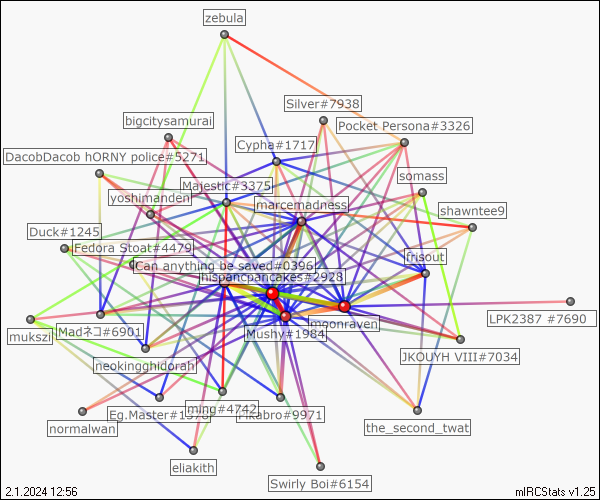 zebula
Silver#7938
bigcitysamurai
Pocket Persona#3326
Cypha#1717
DacobDacob hORNY police#5271
somass
Majestic#3375
yoshimanden
marcemadness
shawntee9
Duck#1245
Fedora Stoat#4479
frisout
Can anything be saved#0396
hispanicpancakes#2928
LPK2387 #7690
mukszi
Madネコ#6901
Mushy#1984
moonraven
JKOUYH VIII#7034
neokingghidorah
Eg.Master#1376
ming#4742
Pikabro#9971
normalwan
the_second_twat
eliakith
Swirly Boi#6154
2.1.2024 12:56
mIRCStats v1.25